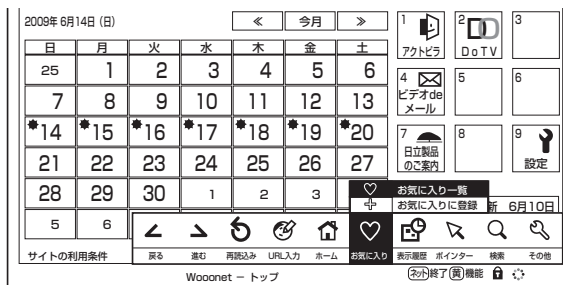 2009年 6月14日（日） ≪ 今月 ≫
日 月 火 水 木 金 土
25 1 2 3 4 5 6
7 8 9 10 11 12 13
14 15 16 17 18 19 20
21 22 23 24 25 26 27
28 29 30 1 2 3
5 6
サイトの利用条件
1 アクトビラ
2 DoTV
3
4 ビデオde
メール
5
6
7 日立製品
のご案内
8
9 設定
お気に入り一覧
お気に入りに登録
新 6月10日
戻る 進む 再読込み URL入力 ホーム お気に入り 表示履歴 ポインター 検索 その他
Wooonet － トップ
ネット終了 黄機能